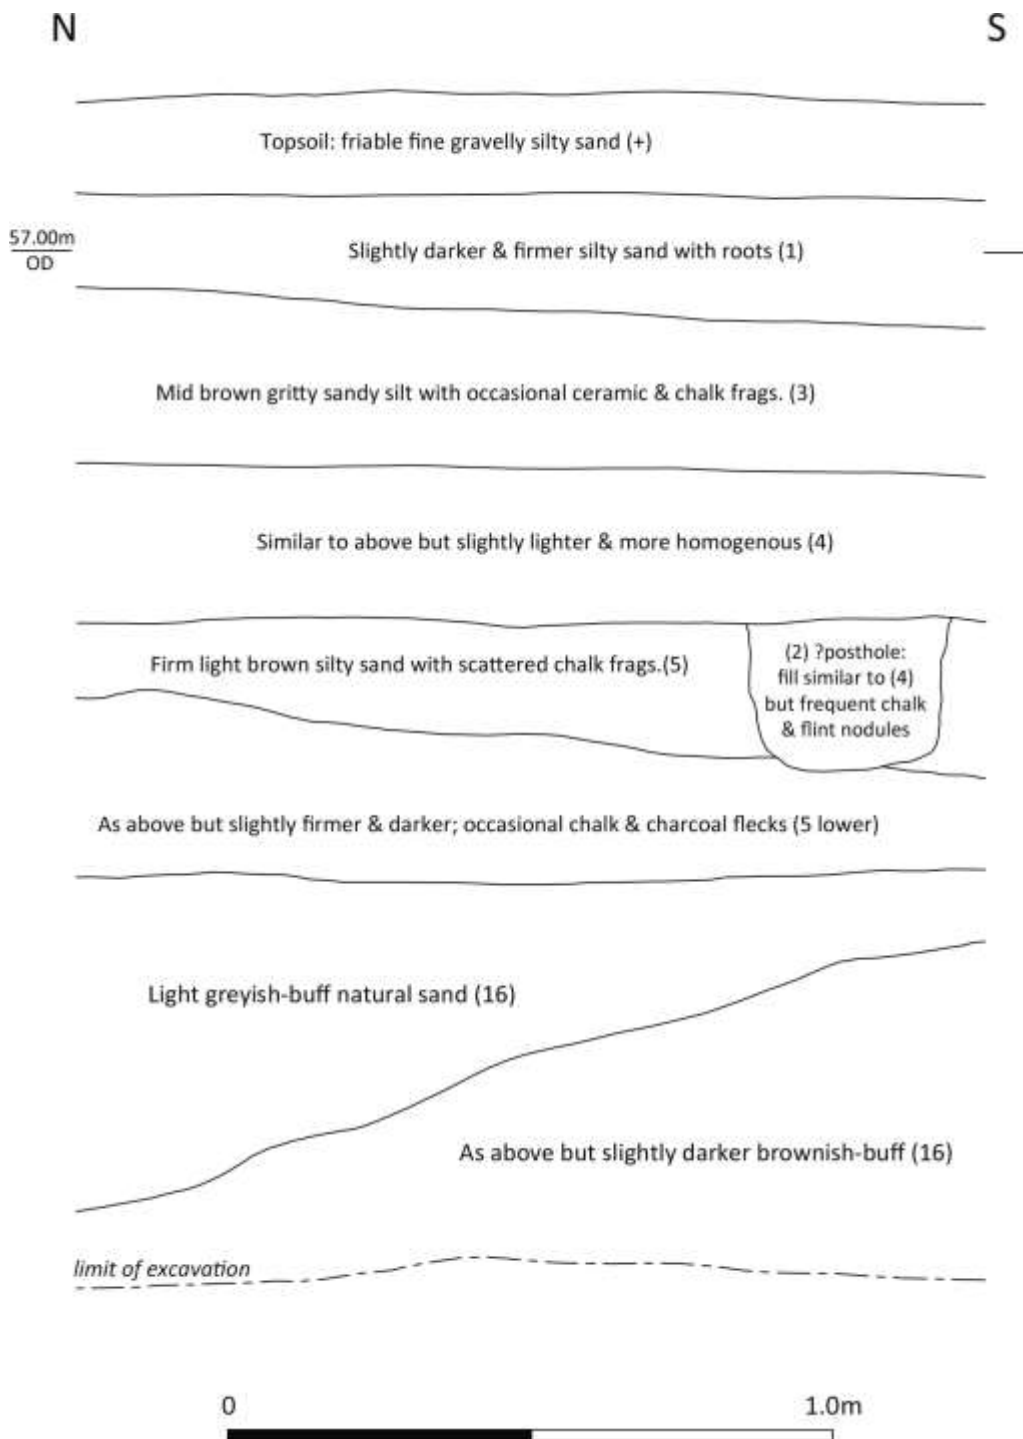 N
S
Topsoil: friable fine gravelly silty sand (+)
57.00m
OD
Slightly darker & firmer silty sand with roots (1)
Mid brown gritty sandy silt with occasional ceramic & chalk frags. (3)
Similar to above but slightly lighter & more homogenous (4)
Firm light brown silty sand with scattered chalk frags.(5)
(2) ?posthole:
fill similar to (4)
but frequent chalk
& flint nodules
As above but slightly firmer & darker; occasional chalk & charcoal flecks (5 lower)
Light greyish-buff natural sand (16)
As above but slightly darker brownish-buff (16)
limit of excavation
0
1.0m